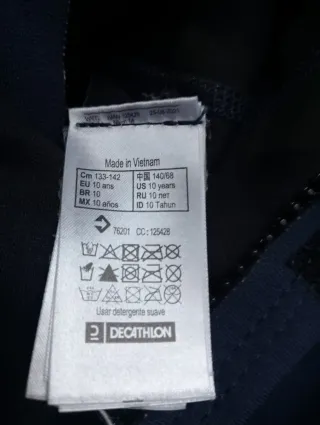 Made in Vietnam
Cm 133-142 中国 140/68
EU 10 ans US 10 years
BR 10 RU 10 лет
MX 10 años ID 10 Tahun
76201 CC: 125426
Usar detergente suave
DECATHLON